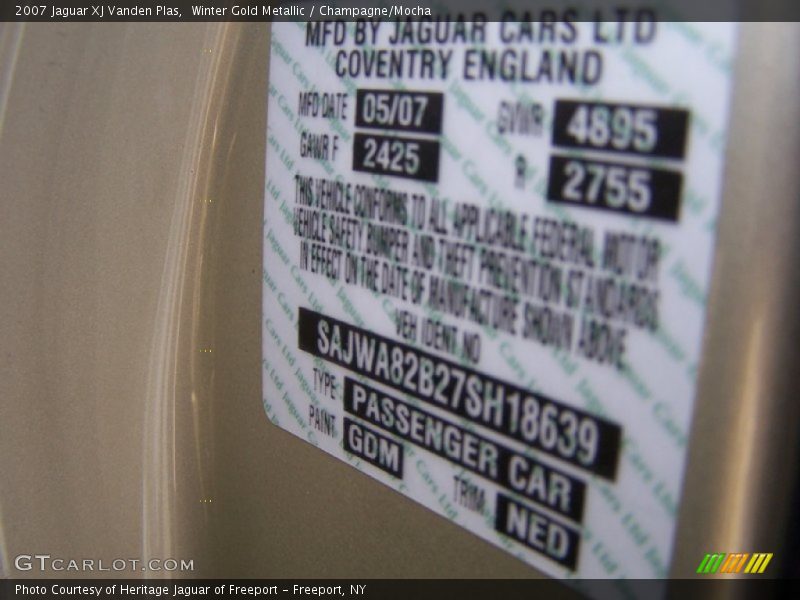 2007 Jaguar XJ Vanden Plas,  Winter Gold Metallic / Champagne/Mocha
MFD BY JAGUAR CARS LTD
COVENTRY ENGLAND
MFD DATE 05/07 GVWR 4895
GAWR F 2425 R 2755
THIS VEHICLE CONFORMS TO ALL APPLICABLE FEDERAL MOTOR
VEHICLE SAFETY BUMPER AND THEFT PREVENTION STANDARDS
IN EFFECT ON THE DATE OF MANUFACTURE SHOWN ABOVE
VEH IDENT NO
SAJWA82B27SH18639
TYPE PASSENGER CAR
PAINT GDM TRIM NED
GTCARLOT.COM
Photo Courtesy of Heritage Jaguar of Freeport – Freeport, NY